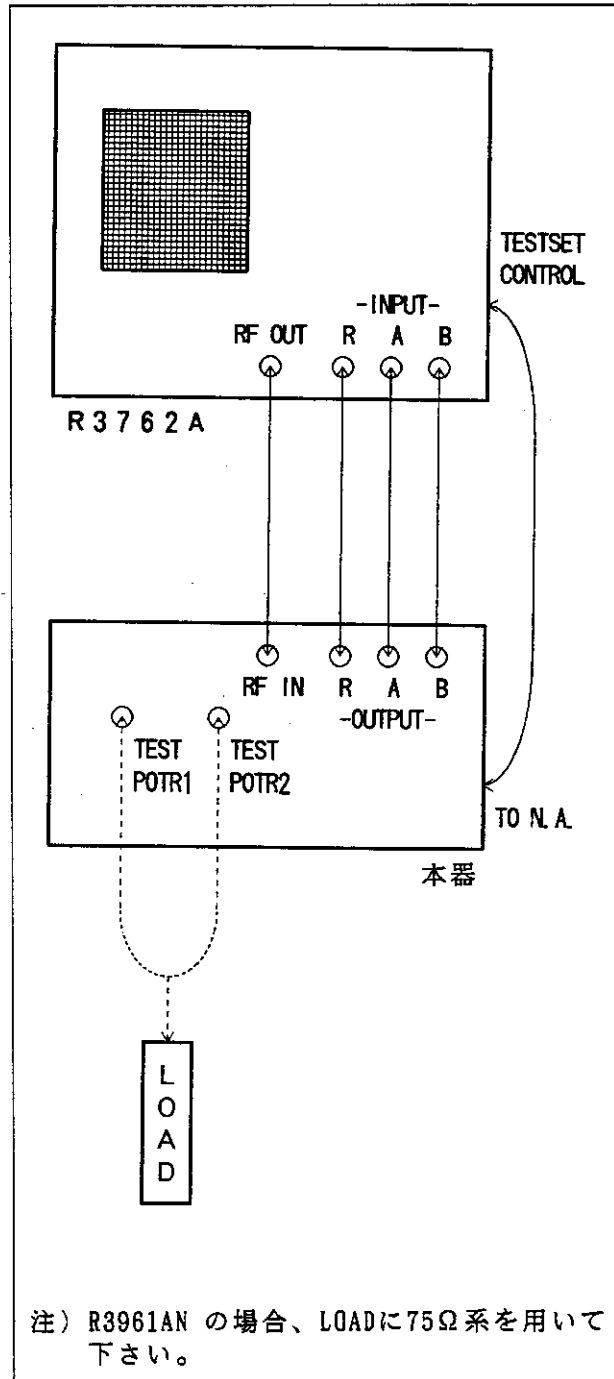 TESTSET
CONTROL
-INPUT-
RF OUT R A B
R3762A
RF IN R A B
-OUTPUT-
TEST TEST
POTR1 POTR2
TO N.A.
本器
L
O
A
D
注) R3961AN の場合、LOADに75Ω系を用いて
下さい。